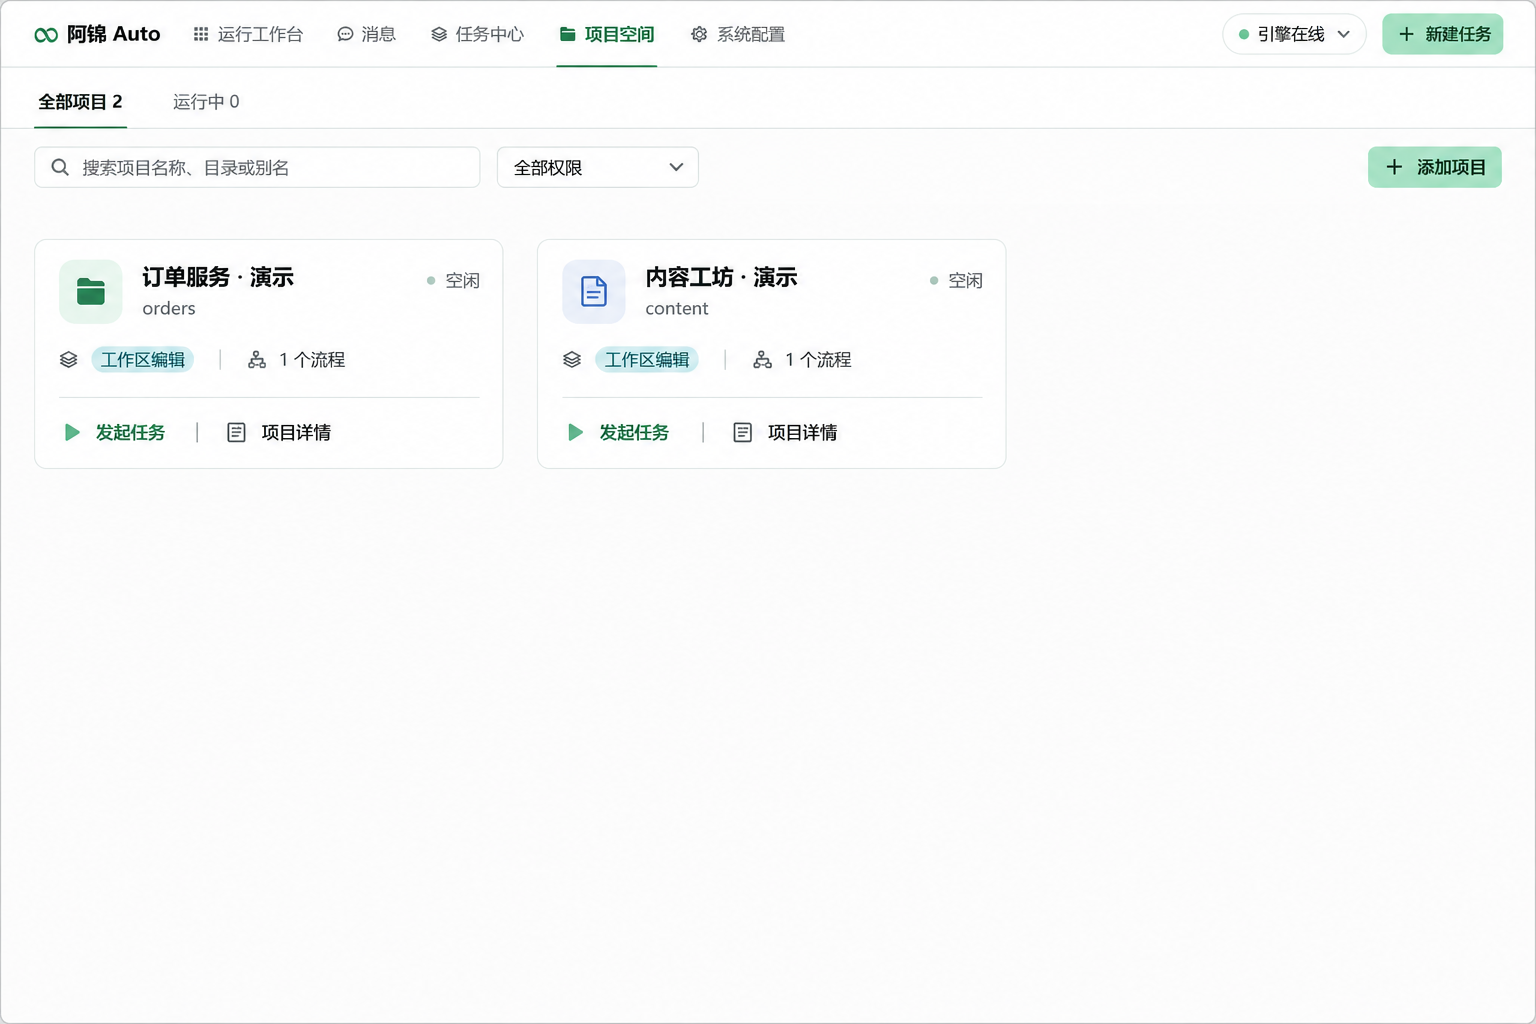 阿锦 Auto 运行工作台 消息 任务中心 项目空间 系统配置 引擎在线 新建任务
全部项目 2 运行中 0
搜索项目名称、目录或别名 全部权限 添加项目
订单服务 · 演示 空闲
orders
工作区编辑 1 个流程
发起任务 项目详情
内容工坊 · 演示 空闲
content
工作区编辑 1 个流程
发起任务 项目详情